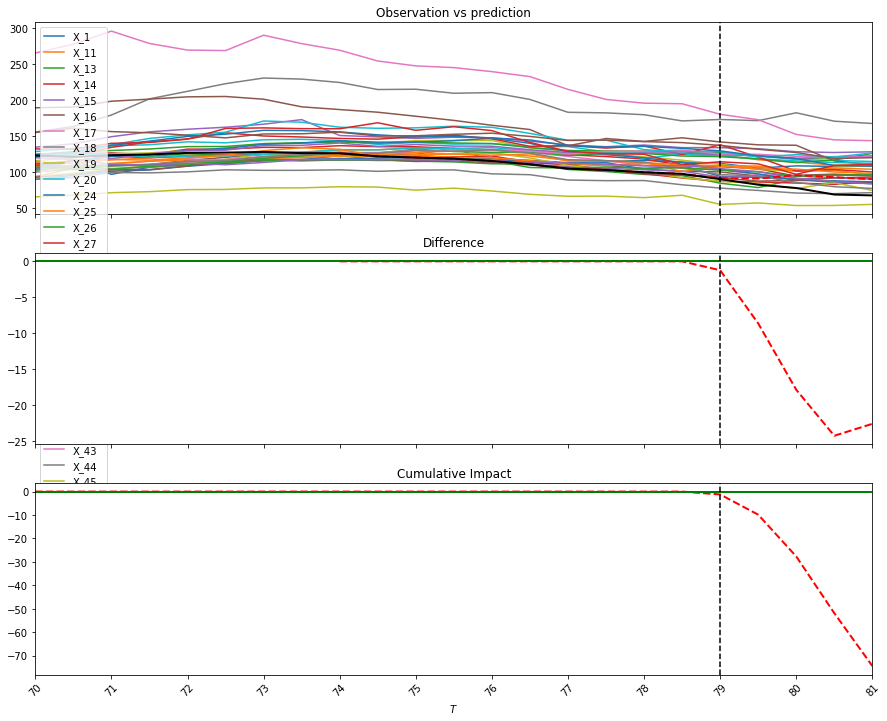 Observation vs prediction
300
250
200
150
100
50
X_1
X_11
X_13
X_14
X_15
X_16
X_17
X_18
X_19
X_20
X_24
X_25
X_26
X_27
Difference
0
−5
−10
−15
−20
−25
X_43
X_44
X_45
Cumulative Impact
0
−10
−20
−30
−40
−50
−60
−70
70 71 72 73 74 75 76 77 78 79 80 81
T